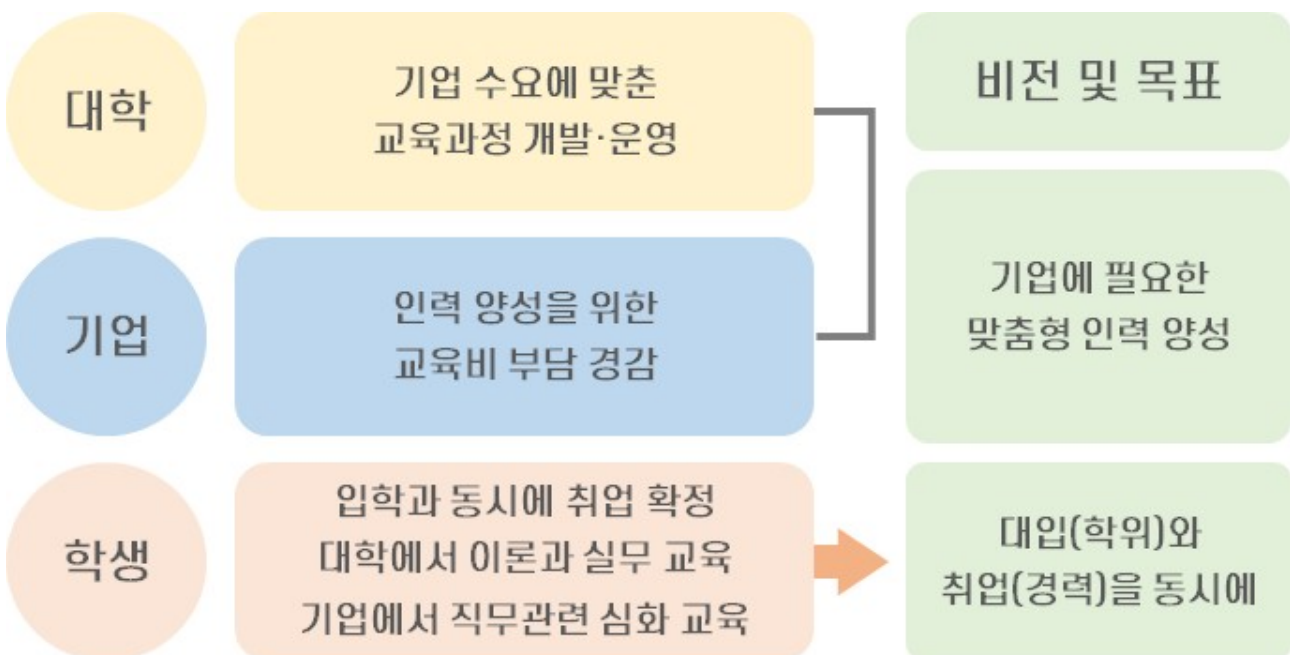 대학
기업 수요에 맞춘
교육과정 개발·운영
비전 및 목표
기업
인력 양성을 위한
교육비 부담 경감
기업에 필요한
맞춤형 인력 양성
학생
입학과 동시에 취업 확정
대학에서 이론과 실무 교육
기업에서 직무관련 심화 교육
대입(학위)와
취업(경력)을 동시에